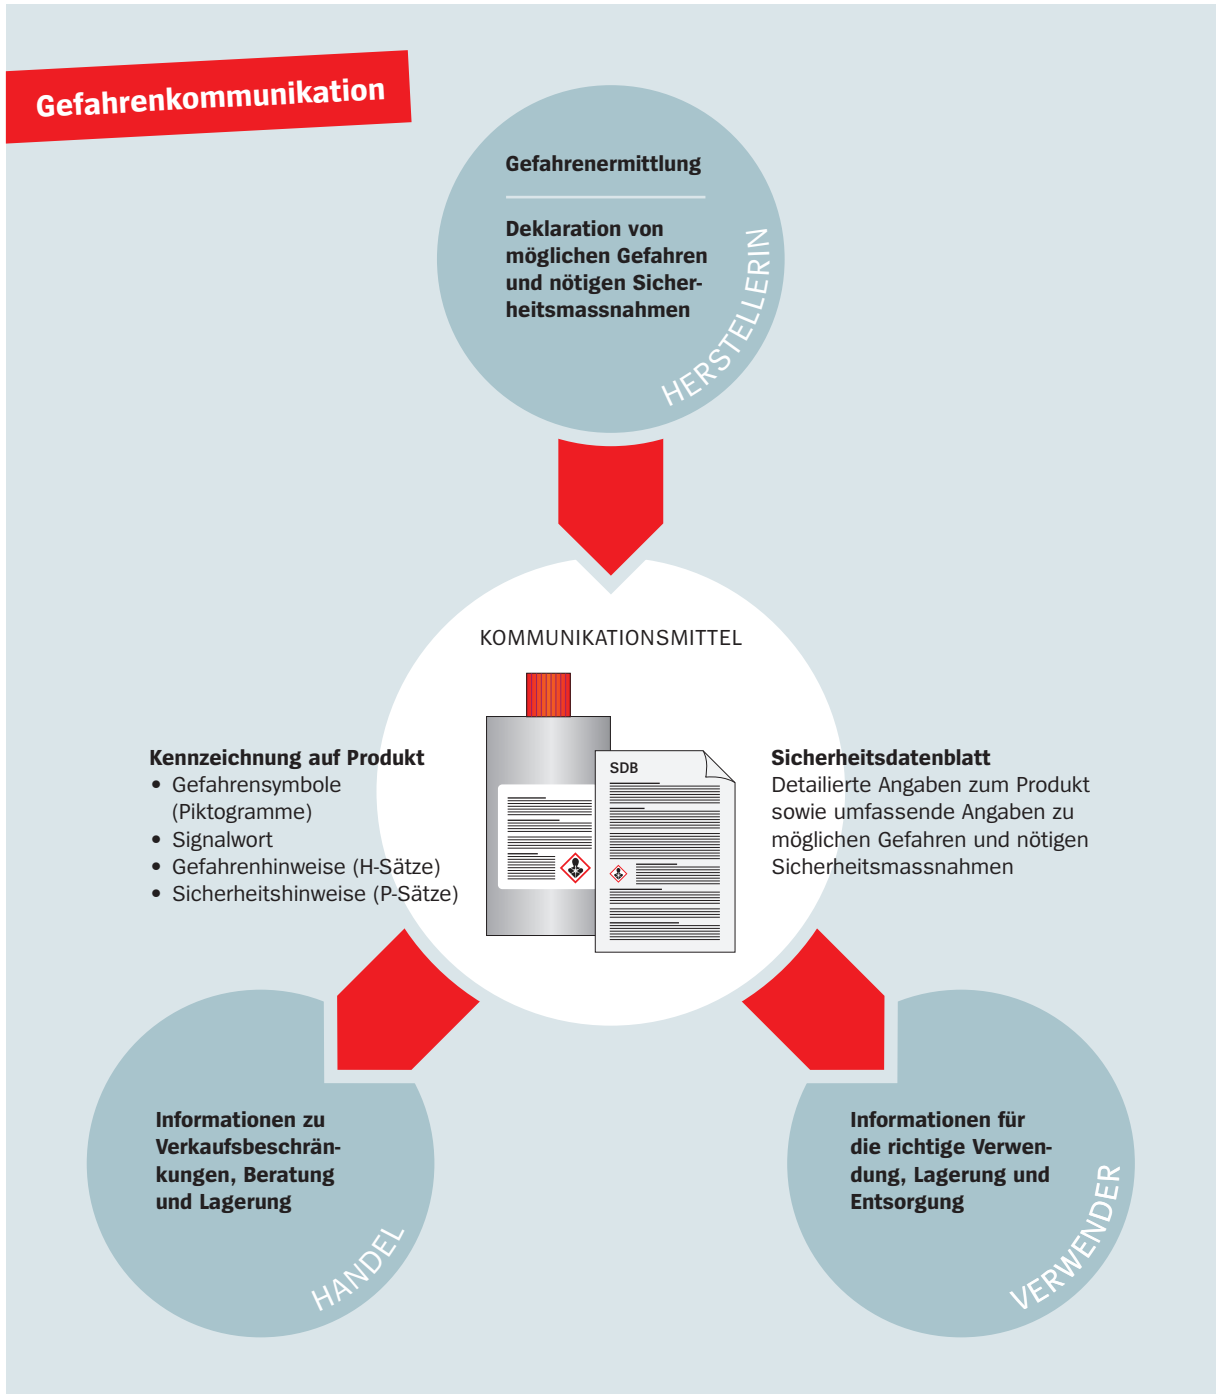 Gefahrenkommunikation
Gefahrenermittlung
Deklaration von
möglichen Gefahren
und nötigen Sicher-
heitsmassnahmen
HERSTELLERIN
KOMMUNIKATIONSMITTEL
SDB
Kennzeichnung auf Produkt
• Gefahrensymbole
(Piktogramme)
• Signalwort
• Gefahrenhinweise (H-Sätze)
• Sicherheitshinweise (P-Sätze)
Sicherheitsdatenblatt
Detailierte Angaben zum Produkt
sowie umfassende Angaben zu
möglichen Gefahren und nötigen
Sicherheitsmassnahmen
Informationen zu
Verkaufsbeschrän-
kungen, Beratung
und Lagerung
HANDEL
Informationen für
die richtige Verwen-
dung, Lagerung und
Entsorgung
VERWENDER